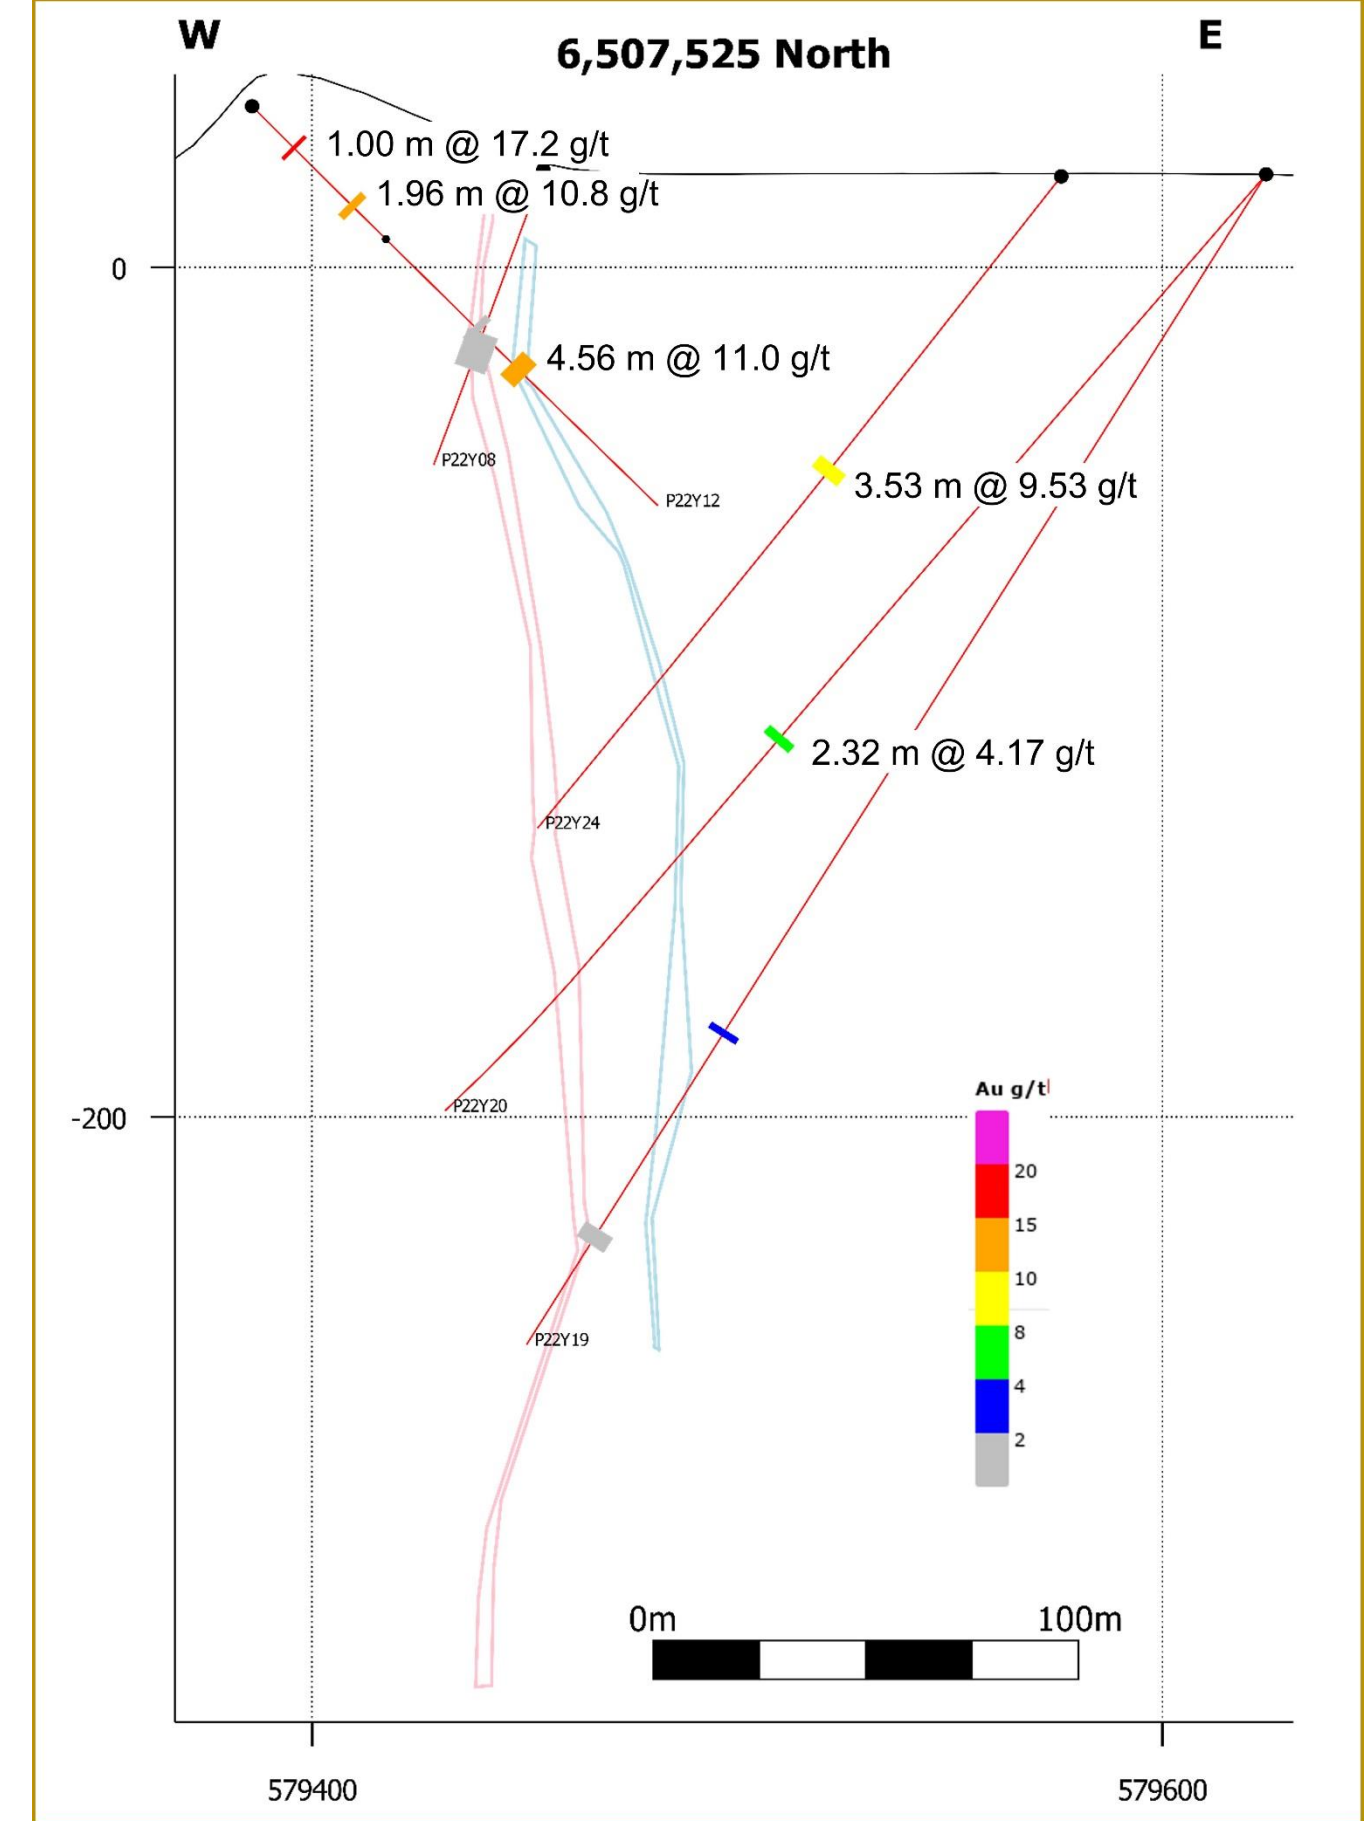 W
E
6,507,525 North
1.00 m @ 17.2 g/t
1.96 m @ 10.8 g/t
0
4.56 m @ 11.0 g/t
P22Y08
P22Y12
3.53 m @ 9.53 g/t
2.32 m @ 4.17 g/t
P22Y24
P22Y20
-200
Au g/t
20
15
10
8
4
2
P22Y19
0m
100m
579400
579600